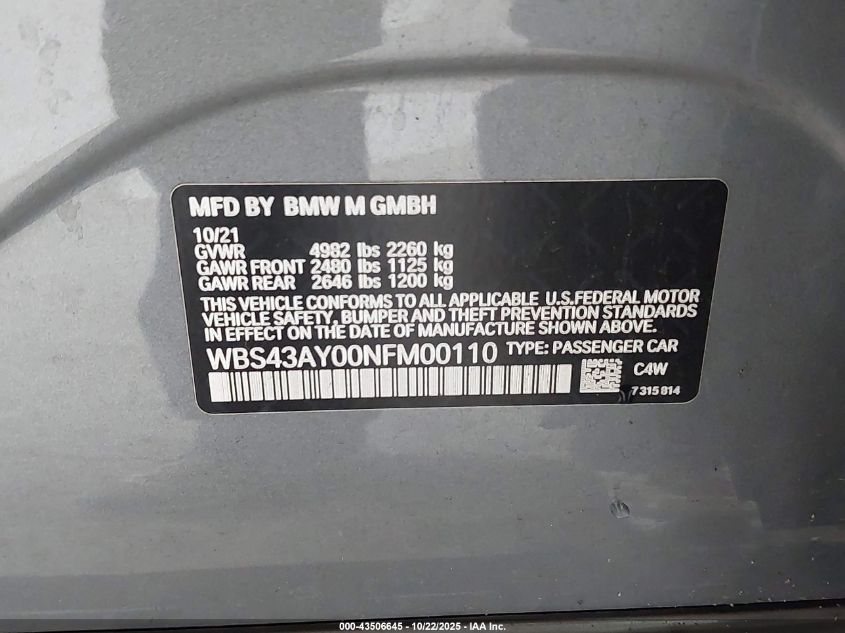 MFD BY BMW M GMBH
10/21
GVWR 4982 lbs 2260 kg
GAWR FRONT 2480 lbs 1125 kg
GAWR REAR 2646 lbs 1200 kg
THIS VEHICLE CONFORMS TO ALL APPLICABLE U.S.FEDERAL MOTOR
VEHICLE SAFETY, BUMPER AND THEFT PREVENTION STANDARDS
IN EFFECT ON THE DATE OF MANUFACTURE SHOWN ABOVE.
WBS43AY00NFM00110 TYPE: PASSENGER CAR
C4W
7 315 814
000-43506645 - 10/22/2025 - IAA Inc.